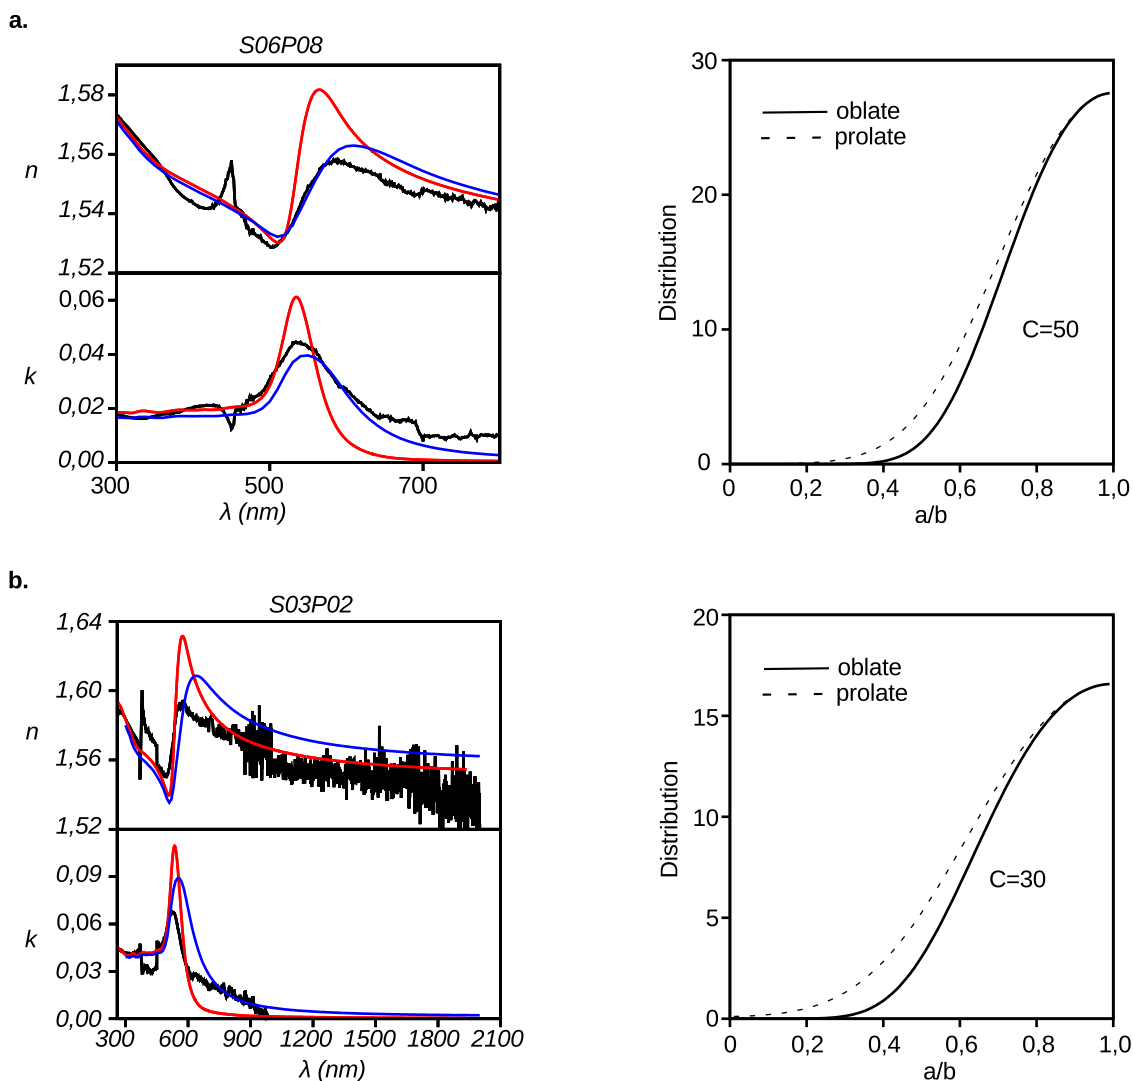 a.
S06P08
1,58
1,56
n
1,54
1,52
0,06
0,04
k
0,02
0,00
300 500 700
λ (nm)
30
oblate
prolate
20
Distribution
C=50
10
0
0 0,2 0,4 0,6 0,8 1,0
a/b
b.
S03P02
1,64
1,60
n
1,56
1,52
0,09
0,06
k
0,03
0,00
300 600 900 1200 1500 1800 2100
λ (nm)
20
oblate
prolate
15
10
Distribution
C=30
5
0
0 0,2 0,4 0,6 0,8 1,0
a/b